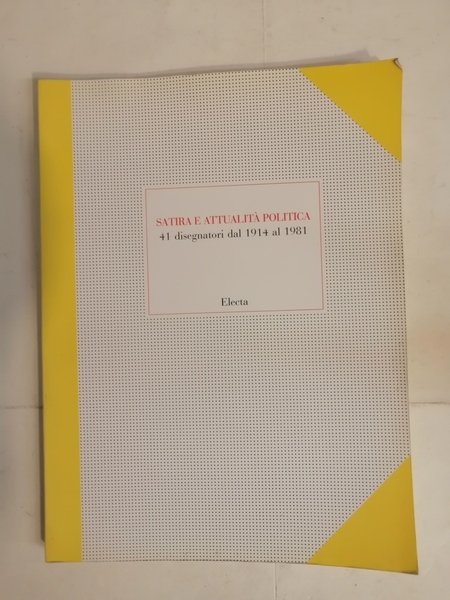 SATIRA E ATTUALITÀ POLITICA
41 disegnatori dal 1914 al 1981
Electa